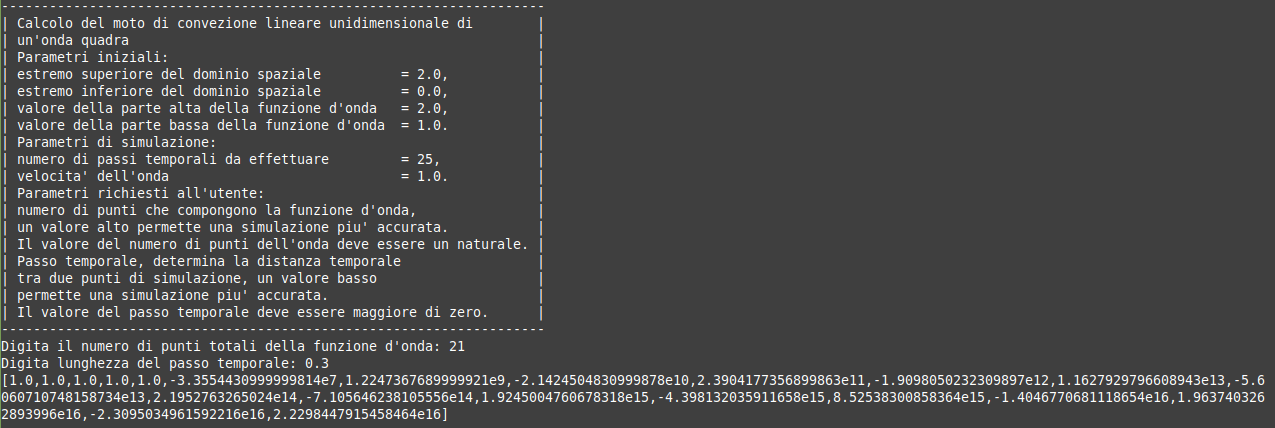 --------------------------------------------------------------------
| Calcolo del moto di convezione lineare unidimensionale di        |
| un'onda quadra                                                   |
| Parametri iniziali:                                              |
| estremo superiore del dominio spaziale          = 2.0,           |
| estremo inferiore del dominio spaziale          = 0.0,           |
| valore della parte alta della funzione d'onda   = 2.0,           |
| valore della parte bassa della funzione d'onda  = 1.0.           |
| Parametri di simulazione:                                        |
| numero di passi temporali da effettuare         = 25,            |
| velocita' dell'onda                             = 1.0.           |
| Parametri richiesti all'utente:                                  |
| numero di punti che compongono la funzione d'onda,               |
| un valore alto permette una simulazione piu' accurata.           |
| Il valore del numero di punti dell'onda deve essere un naturale. |
| Passo temporale, determina la distanza temporale                 |
| tra due punti di simulazione, un valore basso                    |
| permette una simulazione piu' accurata.                          |
| Il valore del passo temporale deve essere maggiore di zero.      |
--------------------------------------------------------------------
Digita il numero di punti totali della funzione d'onda: 21
Digita lunghezza del passo temporale: 0.3
[1.0,1.0,1.0,1.0,1.0,-3.3554430999999814e7,1.2247367689999921e9,-2.1424504830999878e10,2.3904177356899863e11,-1.9098050232309897e12,1.1627929796608943e13,-5.6
060710748158734e13,2.1952763265024e14,-7.105646238105556e14,1.9245004760678318e15,-4.398132035911658e15,8.52538300858364e15,-1.4046770681118654e16,1.963740326
2893996e16,-2.3095034961592216e16,2.2298447915458464e16]